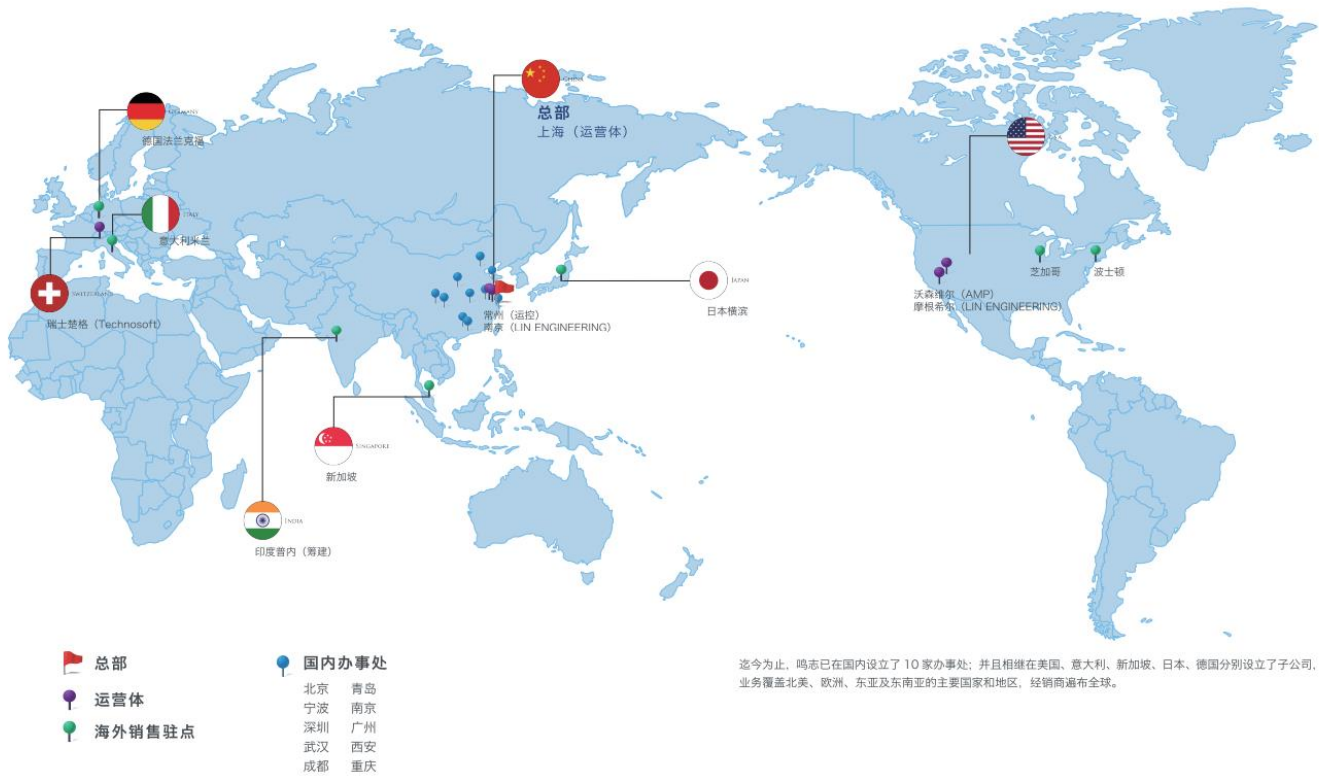 CHINA
总部
上海（运营体）
GERMANY
德国法兰克福
ITALY
意大利米兰
SWITZERLAND
瑞士楚格（Technosoft）
常州（运控）
南京（LIN ENGINEERING）
JAPAN
日本横滨
SINGAPORE
新加坡
INDIA
印度普内（筹建）
芝加哥
波士顿
沃森维尔（AMP）
摩根希尔（LIN ENGINEERING）
总部
运营体
海外销售驻点
国内办事处
北京 青岛
宁波 南京
深圳 广州
武汉 西安
成都 重庆
迄今为止，鸣志已在国内设立了 10 家办事处；并且相继在美国、意大利、新加坡、日本、德国分别设立了子公司，
业务覆盖北美、欧洲、东亚及东南亚的主要国家和地区，经销商遍布全球。